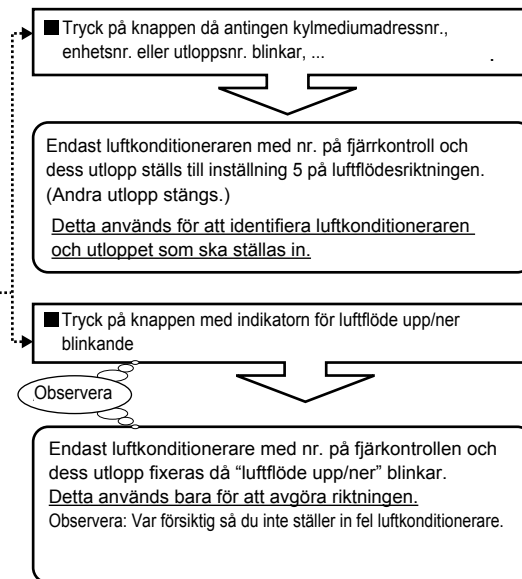 ■ Tryck på knappen då antingen kylmediumadressnr.,
enhetsnr. eller utloppsnr. blinkar, ...
.
Endast luftkonditioneraren med nr. på fjärrkontroll och
dess utlopp ställs till inställning 5 på luftflödesriktningen.
(Andra utlopp stängs.)
Detta används för att identifiera luftkonditioneraren
och utloppet som ska ställas in.
■ Tryck på knappen med indikatorn för luftflöde upp/ner
blinkande
Observera
Endast luftkonditionerare med nr. på fjärkontrollen och
dess utlopp fixeras då “luftflöde upp/ner” blinkar.
Detta används bara för att avgöra riktningen.
Observera: Var försiktig så du inte ställer in fel luftkonditionerare.